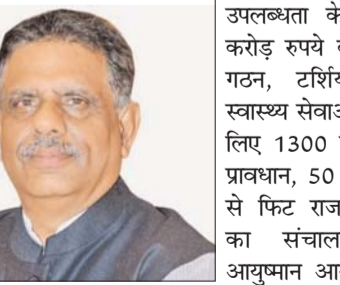 उपलब्धता के
करोड़ रुपये
गठन, टर्शिय
स्वास्थ्य सेवाअ
लिए 1300
प्रावधान, 50
से फिट राज
का संचाल
आयुष्मान आ